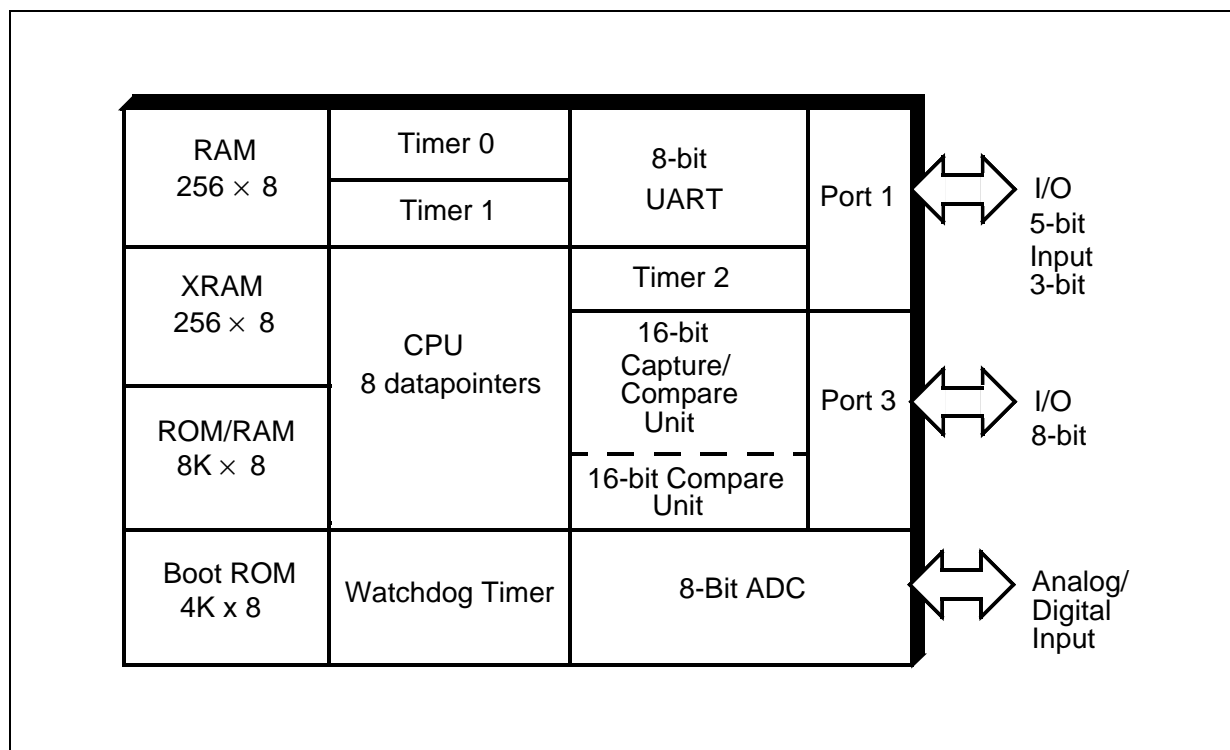 RAM
256 × 8
Timer 0
Timer 1
8-bit
UART
Port 1
I/O
5-bit
Input
3-bit
XRAM
256 × 8
CPU
8 datapointers
Timer 2
16-bit
Capture/
Compare
Unit
Port 3
I/O
8-bit
ROM/RAM
8K × 8
16-bit Compare
Unit
Boot ROM
4K x 8
Watchdog Timer
8-Bit ADC
Analog/
Digital
Input